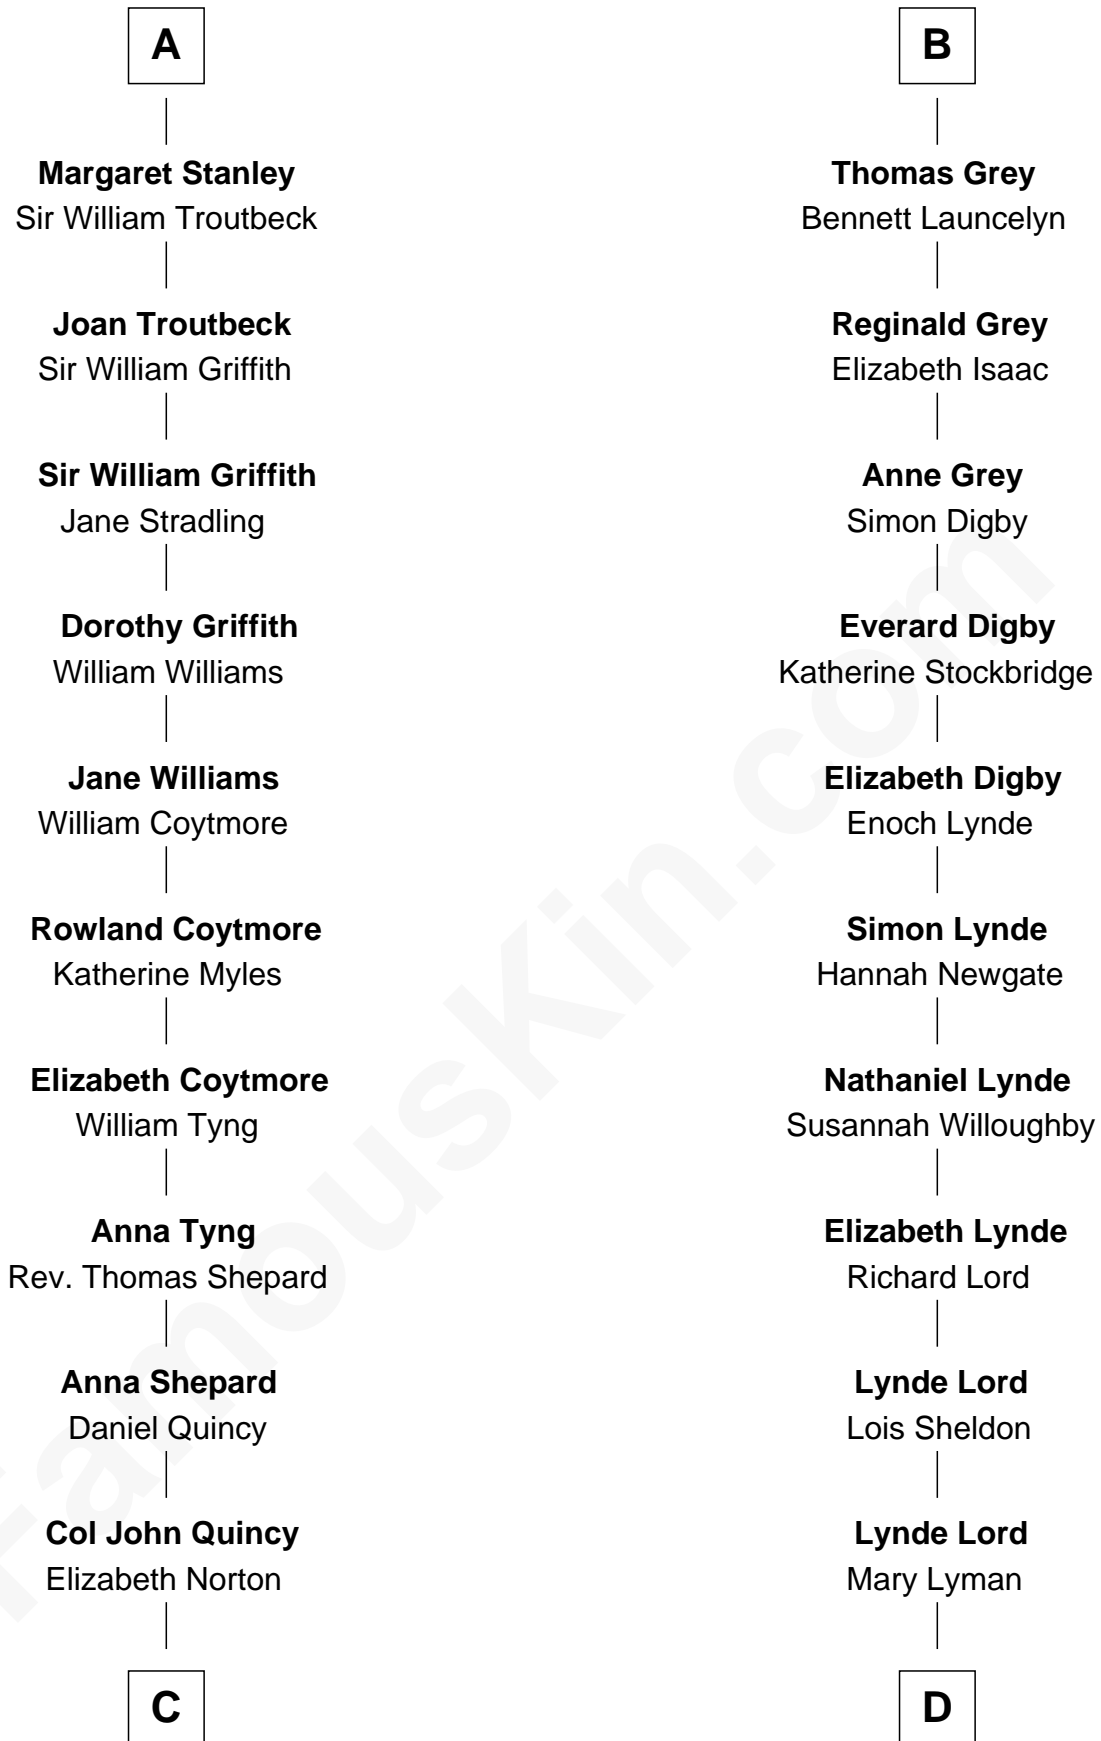 A
Margaret Stanley
Sir William Troutbeck
Joan Troutbeck
Sir William Griffith
Sir William Griffith
Jane Stradling
Dorothy Griffith
William Williams
Jane Williams
William Coytmore
Rowland Coytmore
Katherine Myles
Elizabeth Coytmore
William Tyng
Anna Tyng
Rev. Thomas Shepard
Anna Shepard
Daniel Quincy
Col John Quincy
Elizabeth Norton
C
B
Thomas Grey
Bennett Launcelyn
Reginald Grey
Elizabeth Isaac
Anne Grey
Simon Digby
Everard Digby
Katherine Stockbridge
Elizabeth Digby
Enoch Lynde
Simon Lynde
Hannah Newgate
Nathaniel Lynde
Susannah Willoughby
Elizabeth Lynde
Richard Lord
Lynde Lord
Lois Sheldon
Lynde Lord
Mary Lyman
D
FamousKin.com